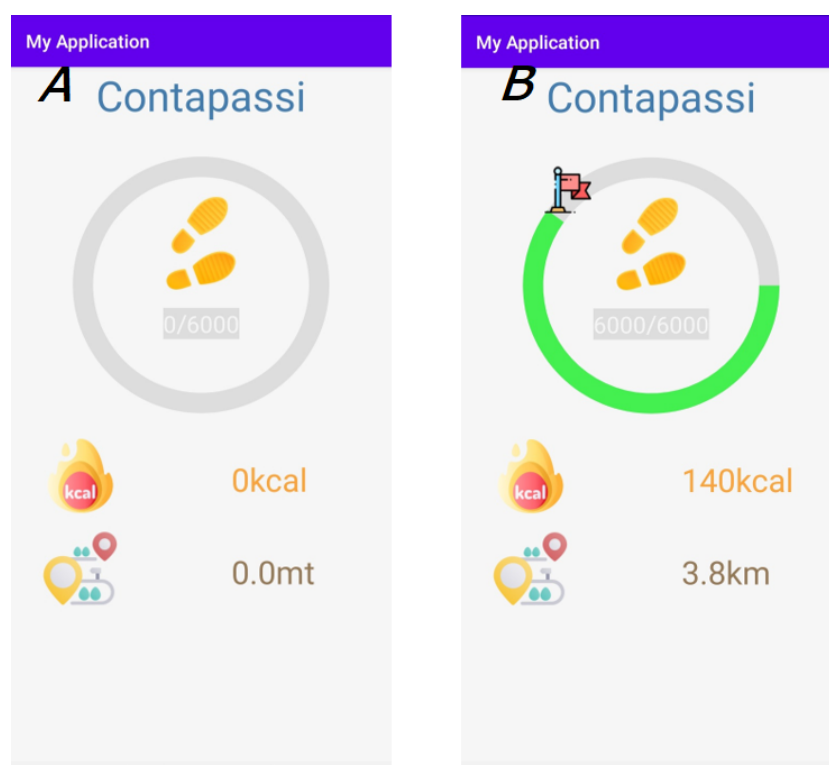 My Application
A Contapassi
0/6000
kcal
0kcal
0.0mt
My Application
B Contapassi
6000/6000
kcal
140kcal
3.8km